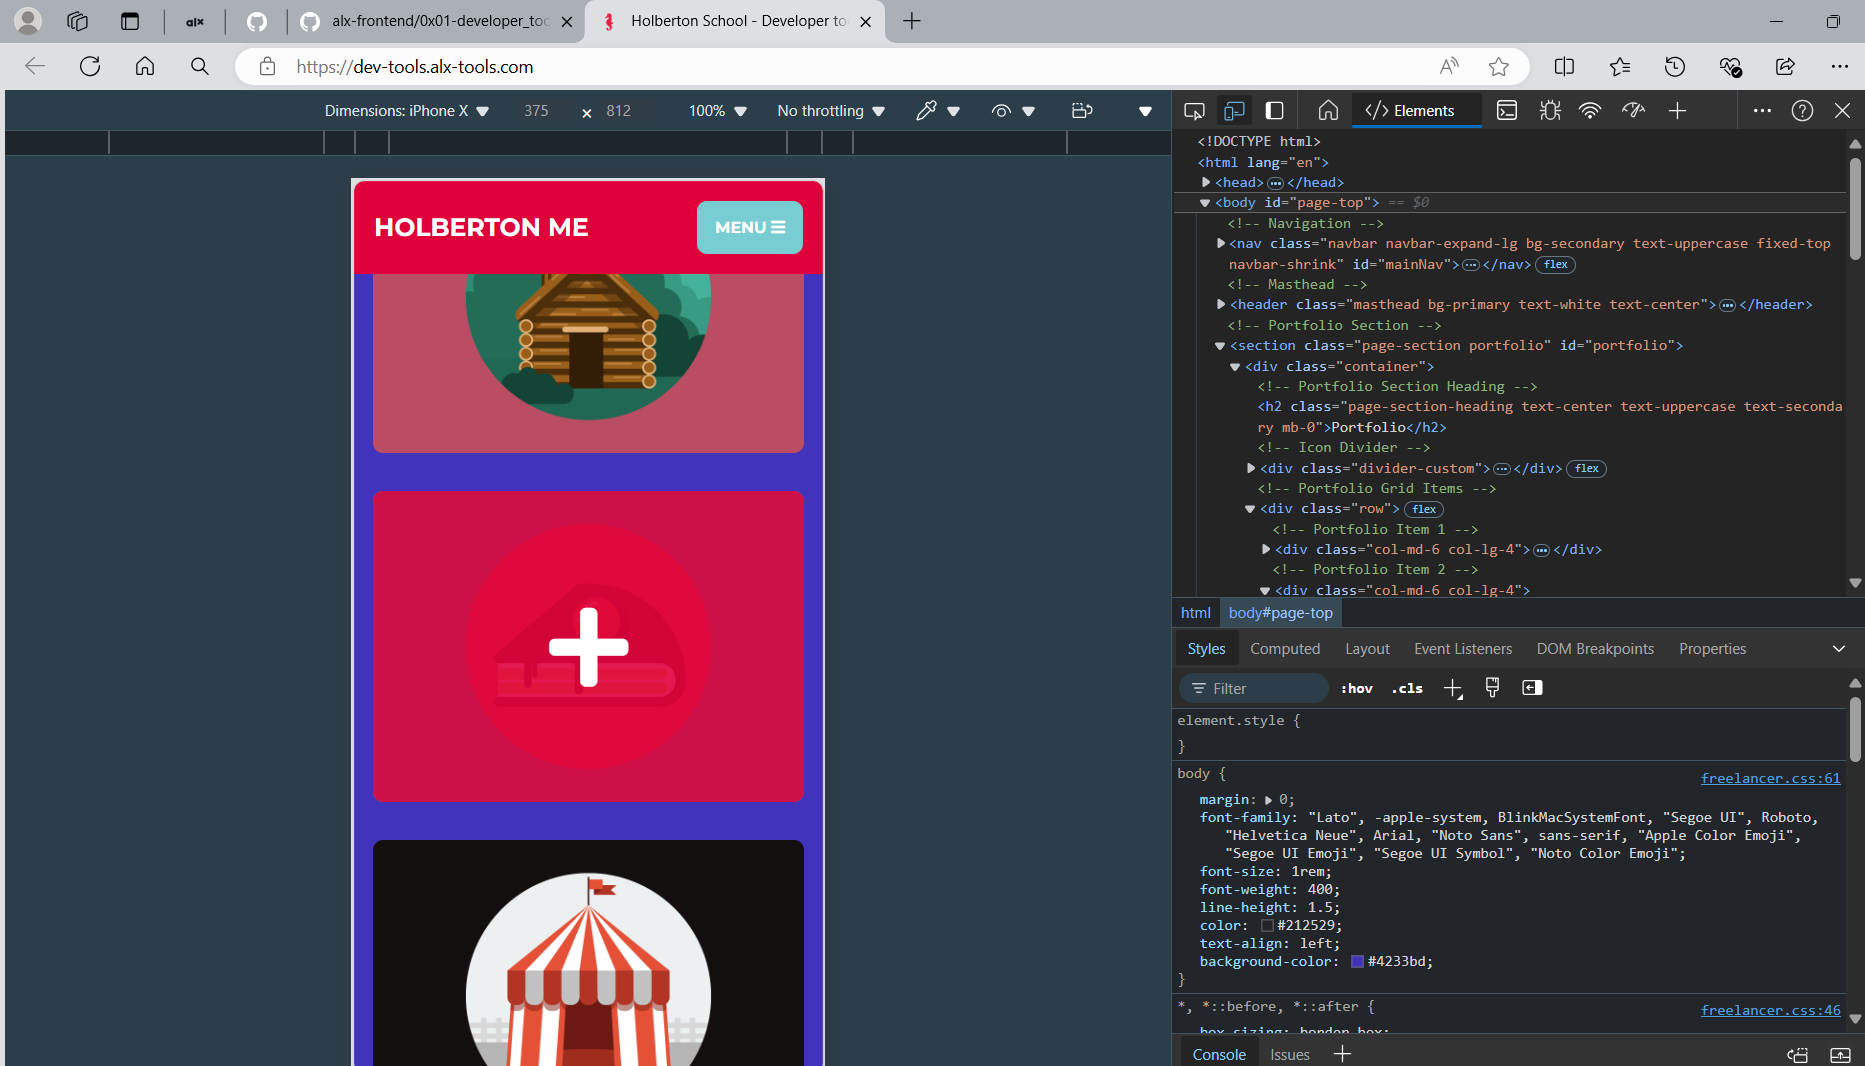 alx
alx-frontend/0x01-developer_too
Holberton School - Developer to
https://dev-tools.alx-tools.com
Dimensions: iPhone X
375
×
812
100%
No throttling
HOLBERTON ME
MENU
</> Elements
<!DOCTYPE html>
<html lang="en">
<head> ••• </head>
<body id="page-top"> == $0
<!-- Navigation -->
<nav class="navbar navbar-expand-lg bg-secondary text-uppercase fixed-top
navbar-shrink" id="mainNav"> ••• </nav> flex
<!-- Masthead -->
<header class="masthead bg-primary text-white text-center"> ••• </header>
<!-- Portfolio Section -->
<section class="page-section portfolio" id="portfolio">
<div class="container">
<!-- Portfolio Section Heading -->
<h2 class="page-section-heading text-center text-uppercase text-seconda
ry mb-0">Portfolio</h2>
<!-- Icon Divider -->
<div class="divider-custom"> ••• </div> flex
<!-- Portfolio Grid Items -->
<div class="row"> flex
<!-- Portfolio Item 1 -->
<div class="col-md-6 col-lg-4"> ••• </div>
<!-- Portfolio Item 2 -->
<div class="col-md-6 col-lg-4">
html body#page-top
Styles Computed Layout Event Listeners DOM Breakpoints Properties
Filter :hov .cls
element.style {
}
body { freelancer.css:61
margin: 0;
font-family: "Lato", -apple-system, BlinkMacSystemFont, "Segoe UI", Roboto,
"Helvetica Neue", Arial, "Noto Sans", sans-serif, "Apple Color Emoji",
"Segoe UI Emoji", "Segoe UI Symbol", "Noto Color Emoji";
font-size: 1rem;
font-weight: 400;
line-height: 1.5;
color: #212529;
text-align: left;
background-color: #4233bd;
}
*, *::before, *::after { freelancer.css:46
box-sizing: border-box;
Console Issues